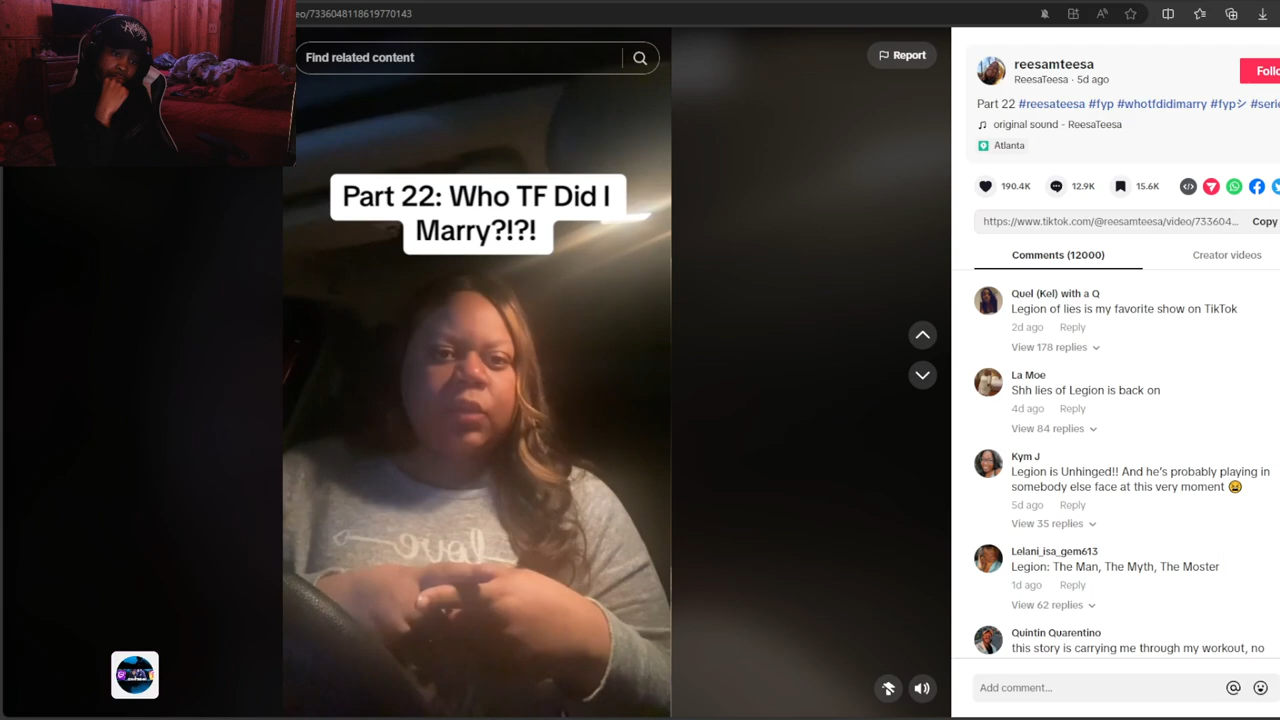 eo/7336048118619770143
Find related content
Report
Part 22: Who TF Did I
Marry?!?!
love
reesamteesa
ReesaTeesa · 5d ago
Follo
Part 22 #reesateesa #fyp #whotfdidimarry #fypシ #serie
original sound - ReesaTeesa
Atlanta
190.4K
12.9K
15.6K
https://www.tiktok.com/@reesamteesa/video/733604...
Copy
Comments (12000)
Creator videos
Quel (Kel) with a Q
Legion of lies is my favorite show on TikTok
2d ago Reply
View 178 replies
La Moe
Shh lies of Legion is back on
4d ago Reply
View 84 replies
Kym J
Legion is Unhinged!! And he's probably playing in
somebody else face at this very moment 😫
5d ago Reply
View 35 replies
Lelani_isa_gem613
Legion: The Man, The Myth, The Moster
1d ago Reply
View 62 replies
Quintin Quarentino
this story is carrying me through my workout, no
Add comment...